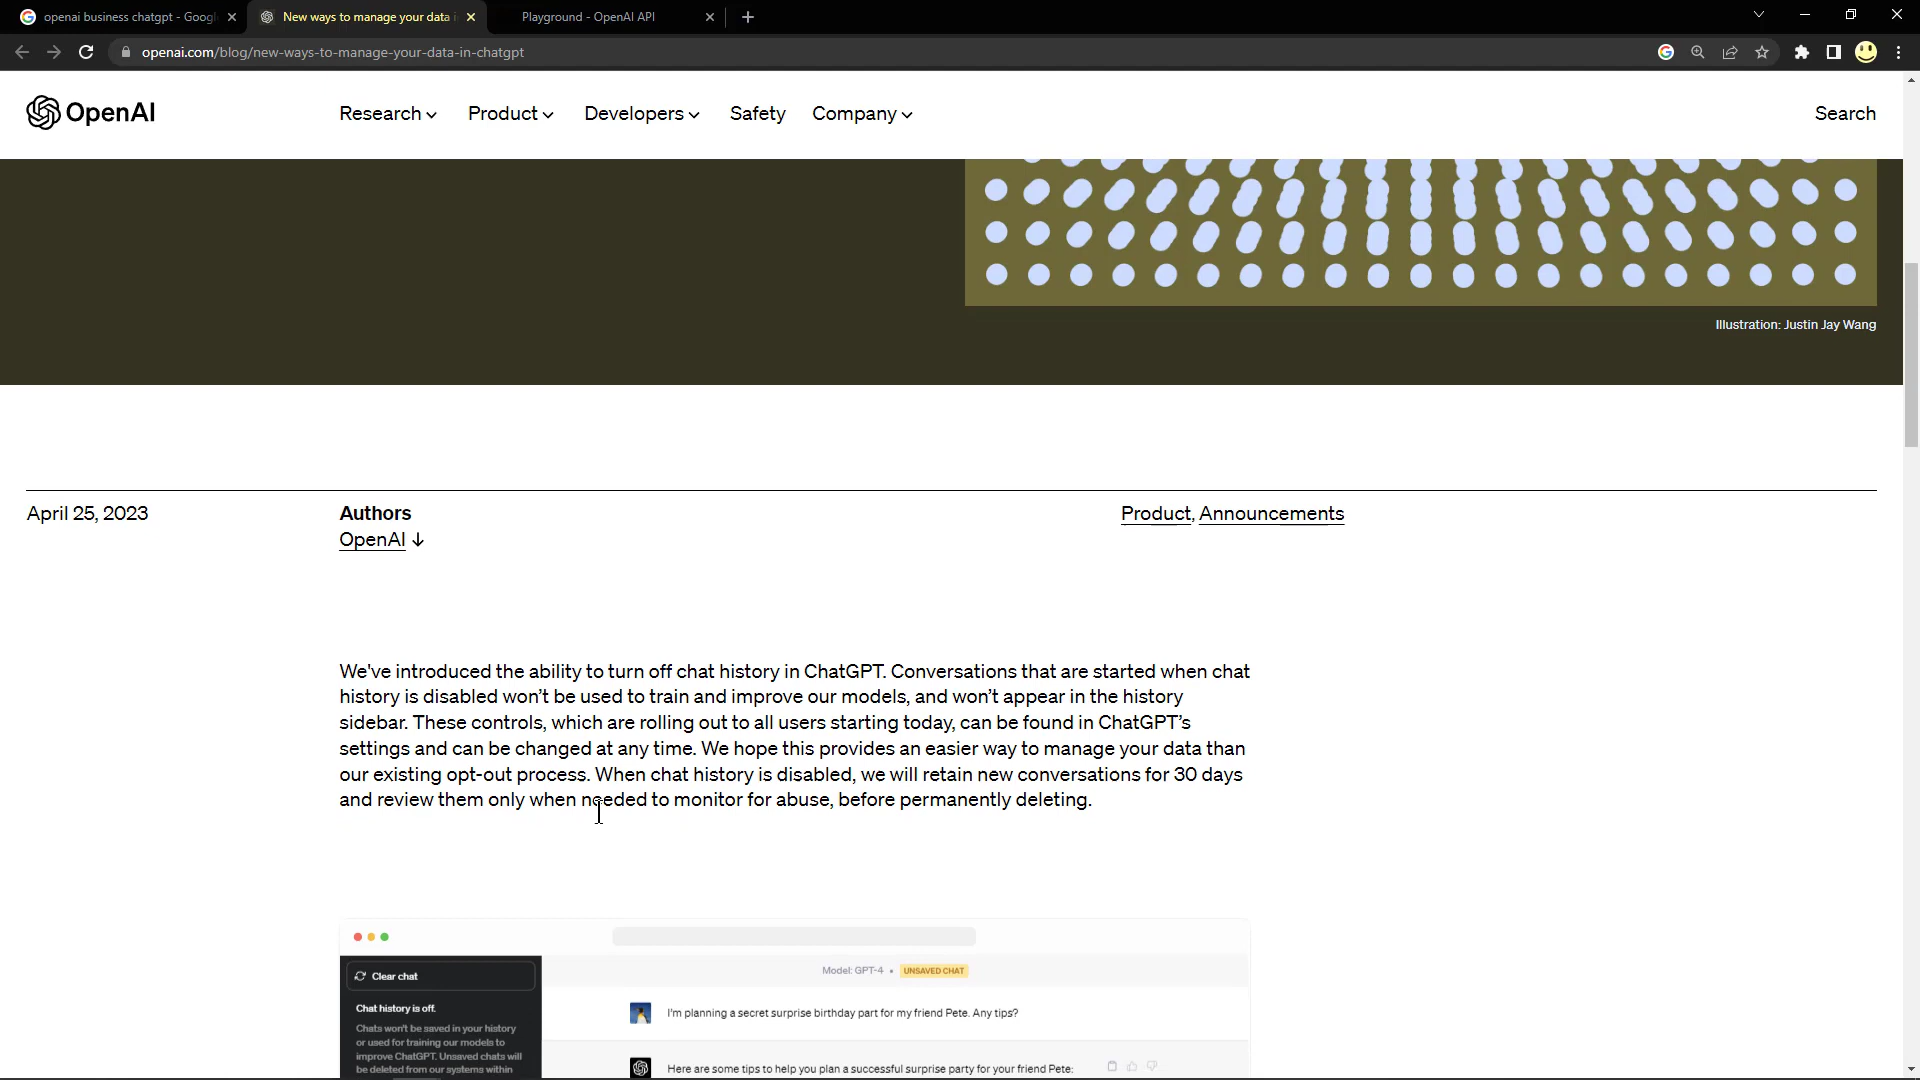 openai business chatgpt - Googl
New ways to manage your data i
Playground - OpenAI API
openai.com/blog/new-ways-to-manage-your-data-in-chatgpt
OpenAI
Research
Product
Developers
Safety
Company
Search
Illustration: Justin Jay Wang
April 25, 2023
Authors
OpenAI ↓
Product, Announcements
We've introduced the ability to turn off chat history in ChatGPT. Conversations that are started when chat
history is disabled won’t be used to train and improve our models, and won’t appear in the history
sidebar. These controls, which are rolling out to all users starting today, can be found in ChatGPT’s
settings and can be changed at any time. We hope this provides an easier way to manage your data than
our existing opt-out process. When chat history is disabled, we will retain new conversations for 30 days
and review them only when needed to monitor for abuse, before permanently deleting.
Clear chat
Model: GPT-4 • UNSAVED CHAT
Chat history is off.
Chats won't be saved in your history
or used for training our models to
improve ChatGPT. Unsaved chats will
be deleted from our systems within
I'm planning a secret surprise birthday part for my friend Pete. Any tips?
Here are some tips to help you plan a successful surprise party for your friend Pete: